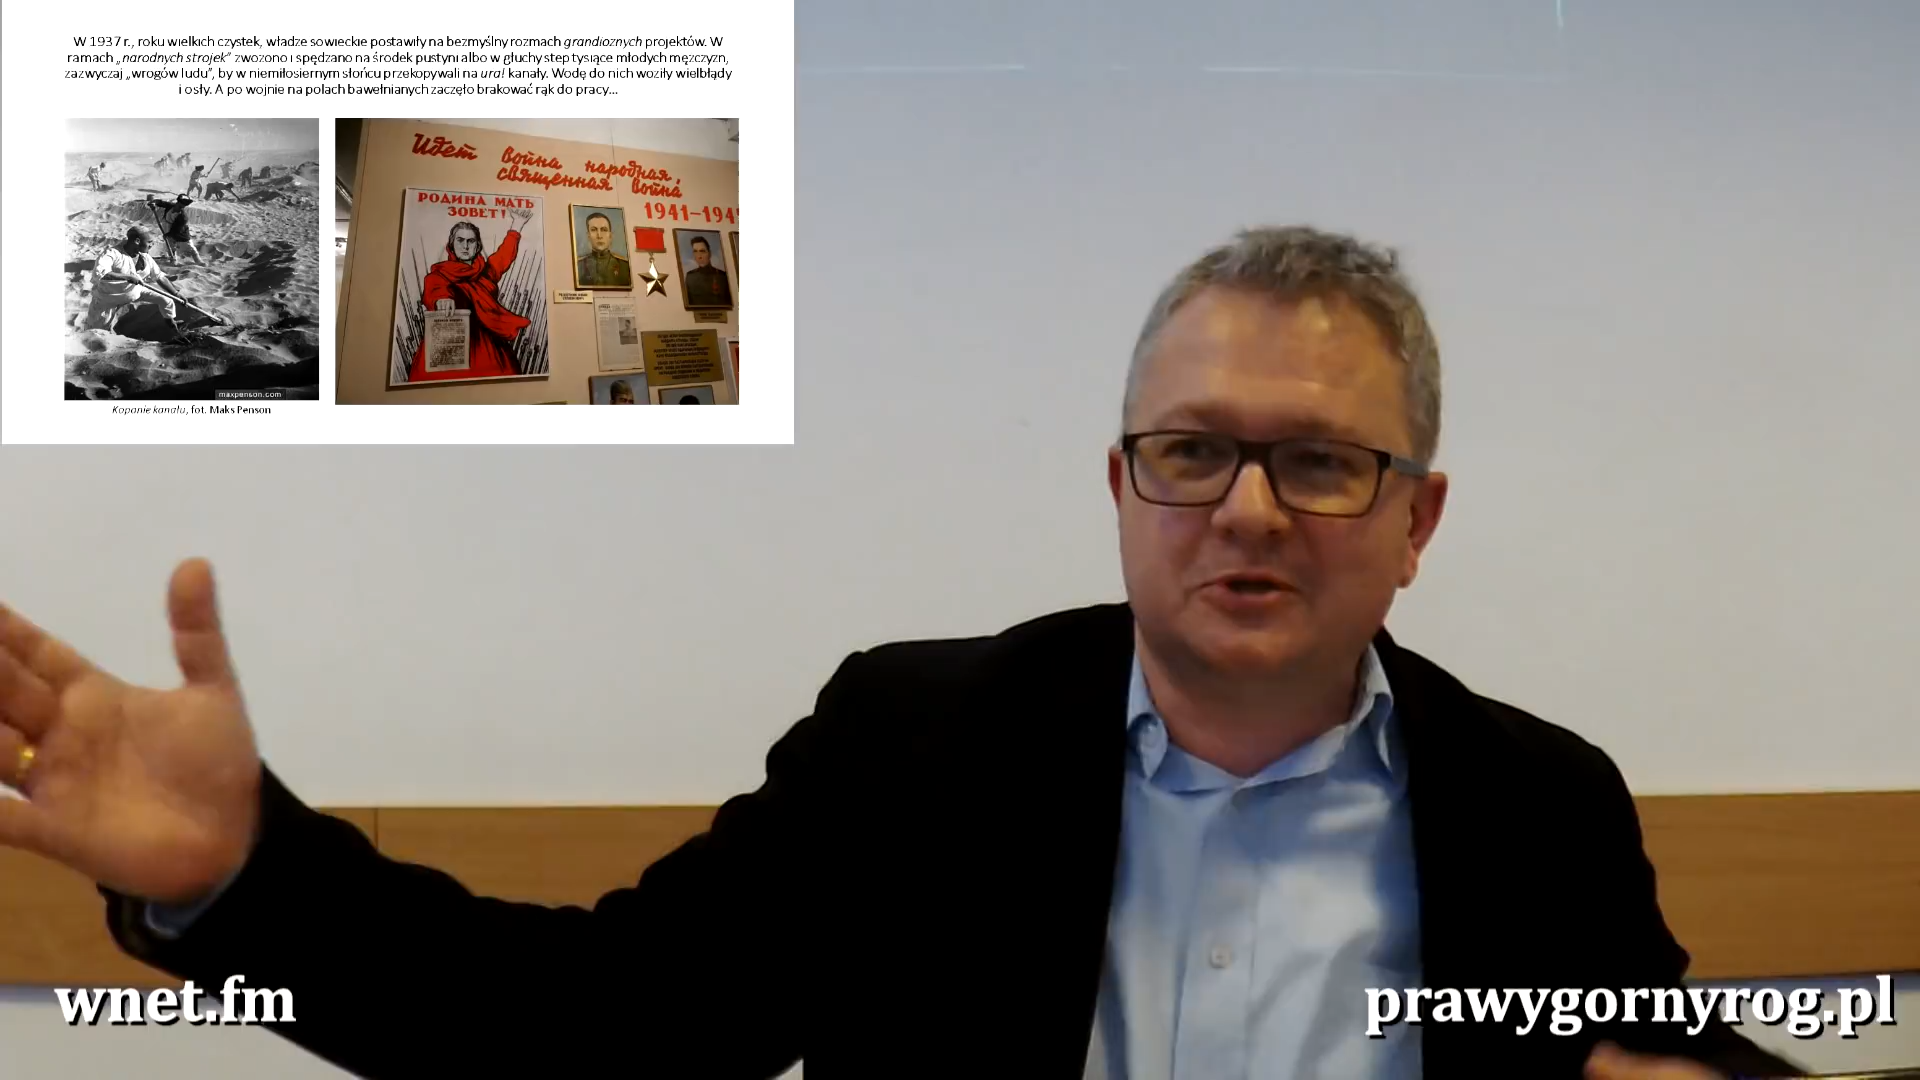 W 1937 r., roku wielkich czystek, władze sowieckie postawiły na bezmyślny rozmach grandioznych projektów. W
ramach „narodnych strojek” zwożono i spędzano na środek pustyni albo w głuchy step tysiące młodych mężczyzn,
zazwyczaj „wrogów ludu”, by w niemiłosiernym słońcu przekopywali na ura! kanały. Wodę do nich woziły wielbłądy
i osły. A po wojnie na polach bawełnianych zaczęło brakować rąk do pracy...
Идет война народная,
священная война
1941-194
РОДИНА МАТЬ
ЗОВЕТ!
maxpenson.com
Kopanie kanału, fot. Maks Penson
wnet.fm
prawygornyrog.pl